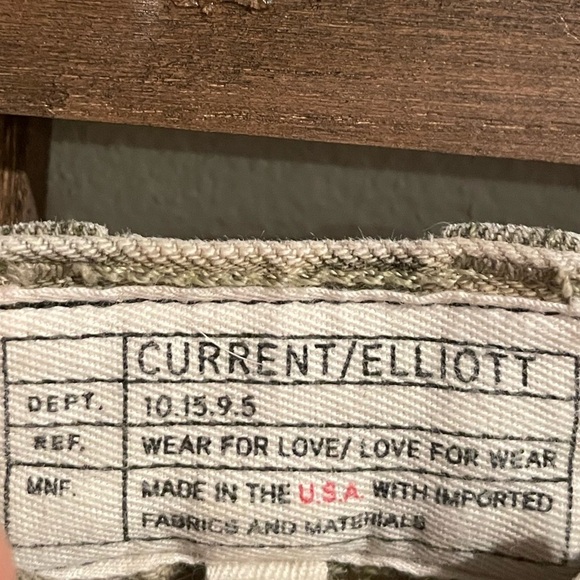 CURRENT/ELLIOTT
DEPT. 10.15.9.5
REF. WEAR FOR LOVE/ LOVE FOR WEAR
MNF. MADE IN THE U.S.A. WITH IMPORTED
FABRICS AND MATERIALS